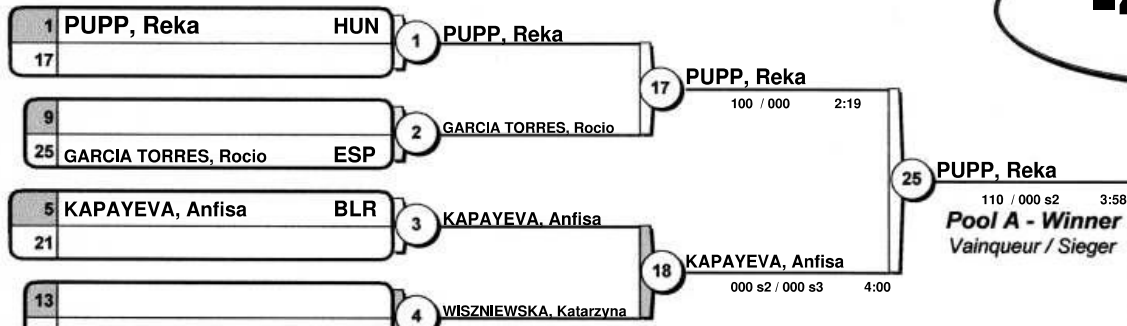 1 PUPP, Reka HUN
17
1 PUPP, Reka
9
25 GARCIA TORRES, Rocio ESP
2 GARCIA TORRES, Rocio
17 PUPP, Reka
100 / 000 2:19
5 KAPAYEVA, Anfisa BLR
21
3 KAPAYEVA, Anfisa
13
4 WISZNIEWSKA, Katarzyna
18 KAPAYEVA, Anfisa
000 s2 / 000 s3 4:00
25 PUPP, Reka
110 / 000 s2 3:58
Pool A - Winner
Vainqueur / Sieger